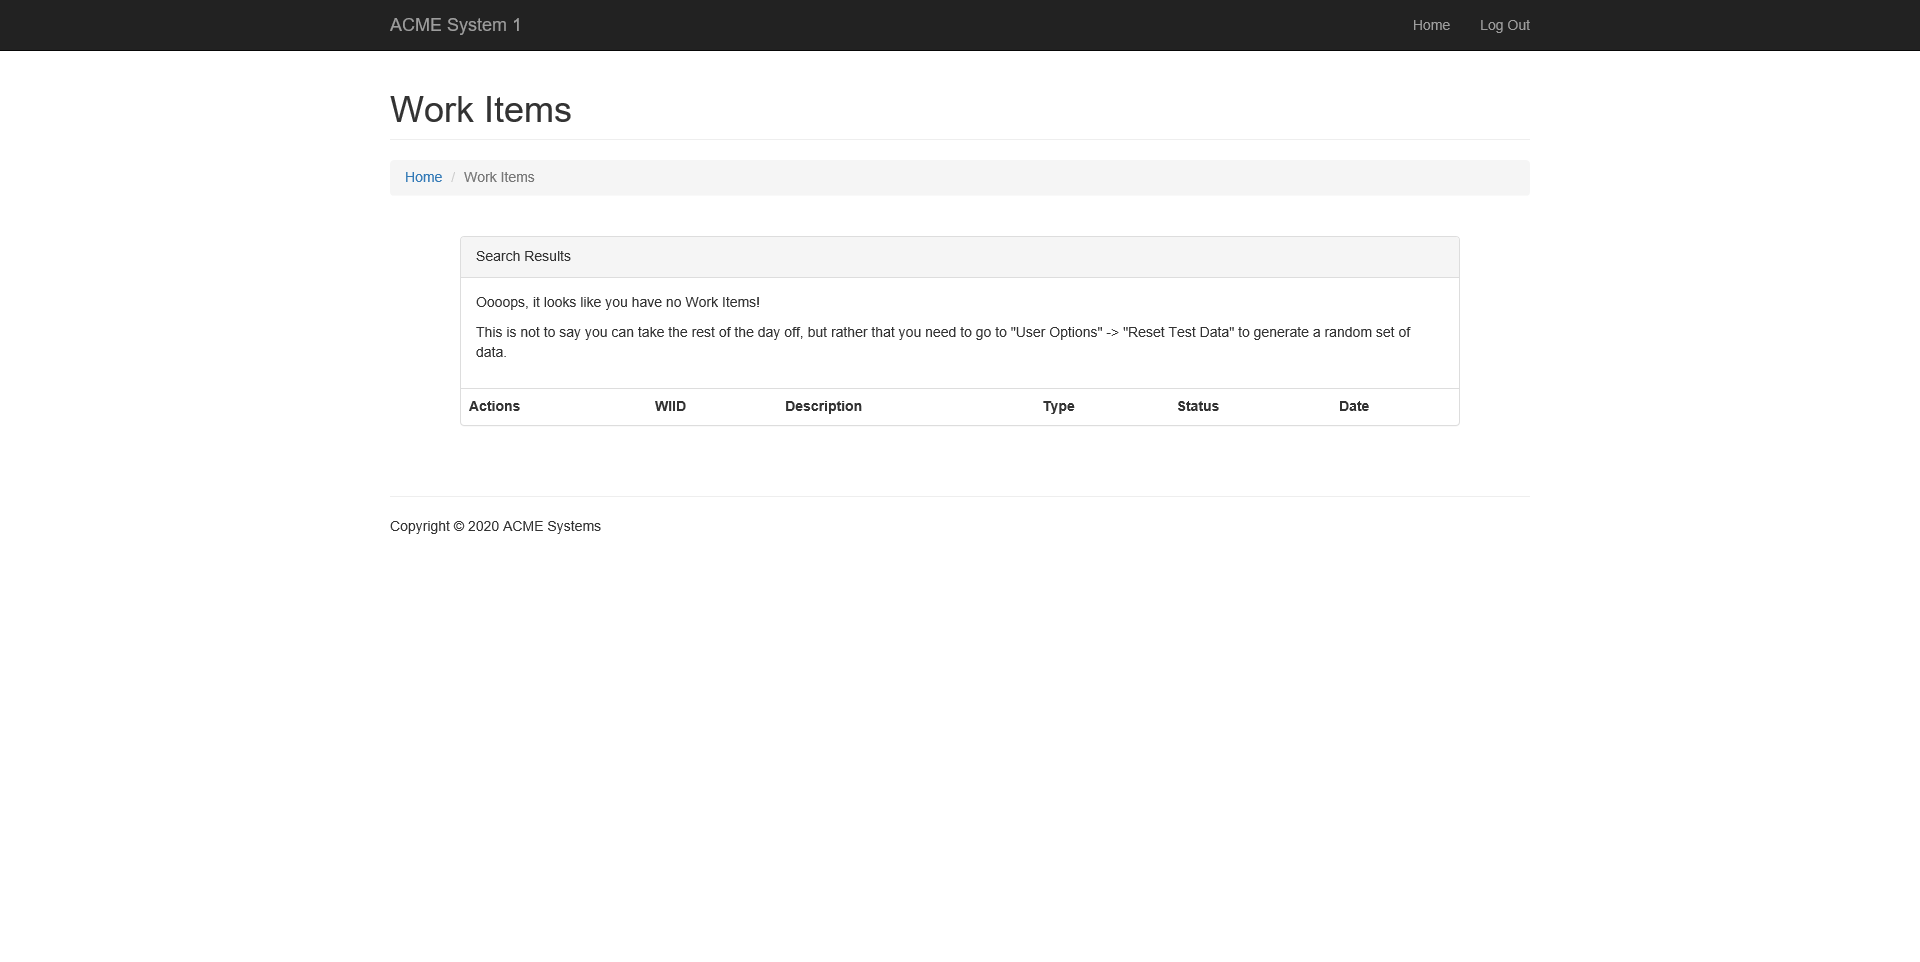 ACME System 1
Home
Log Out
Work Items
Home / Work Items
Search Results
Oooops, it looks like you have no Work Items!
This is not to say you can take the rest of the day off, but rather that you need to go to "User Options" -> "Reset Test Data" to generate a random set of
data.
Actions WIID Description Type Status Date
Copyright © 2020 ACME Systems